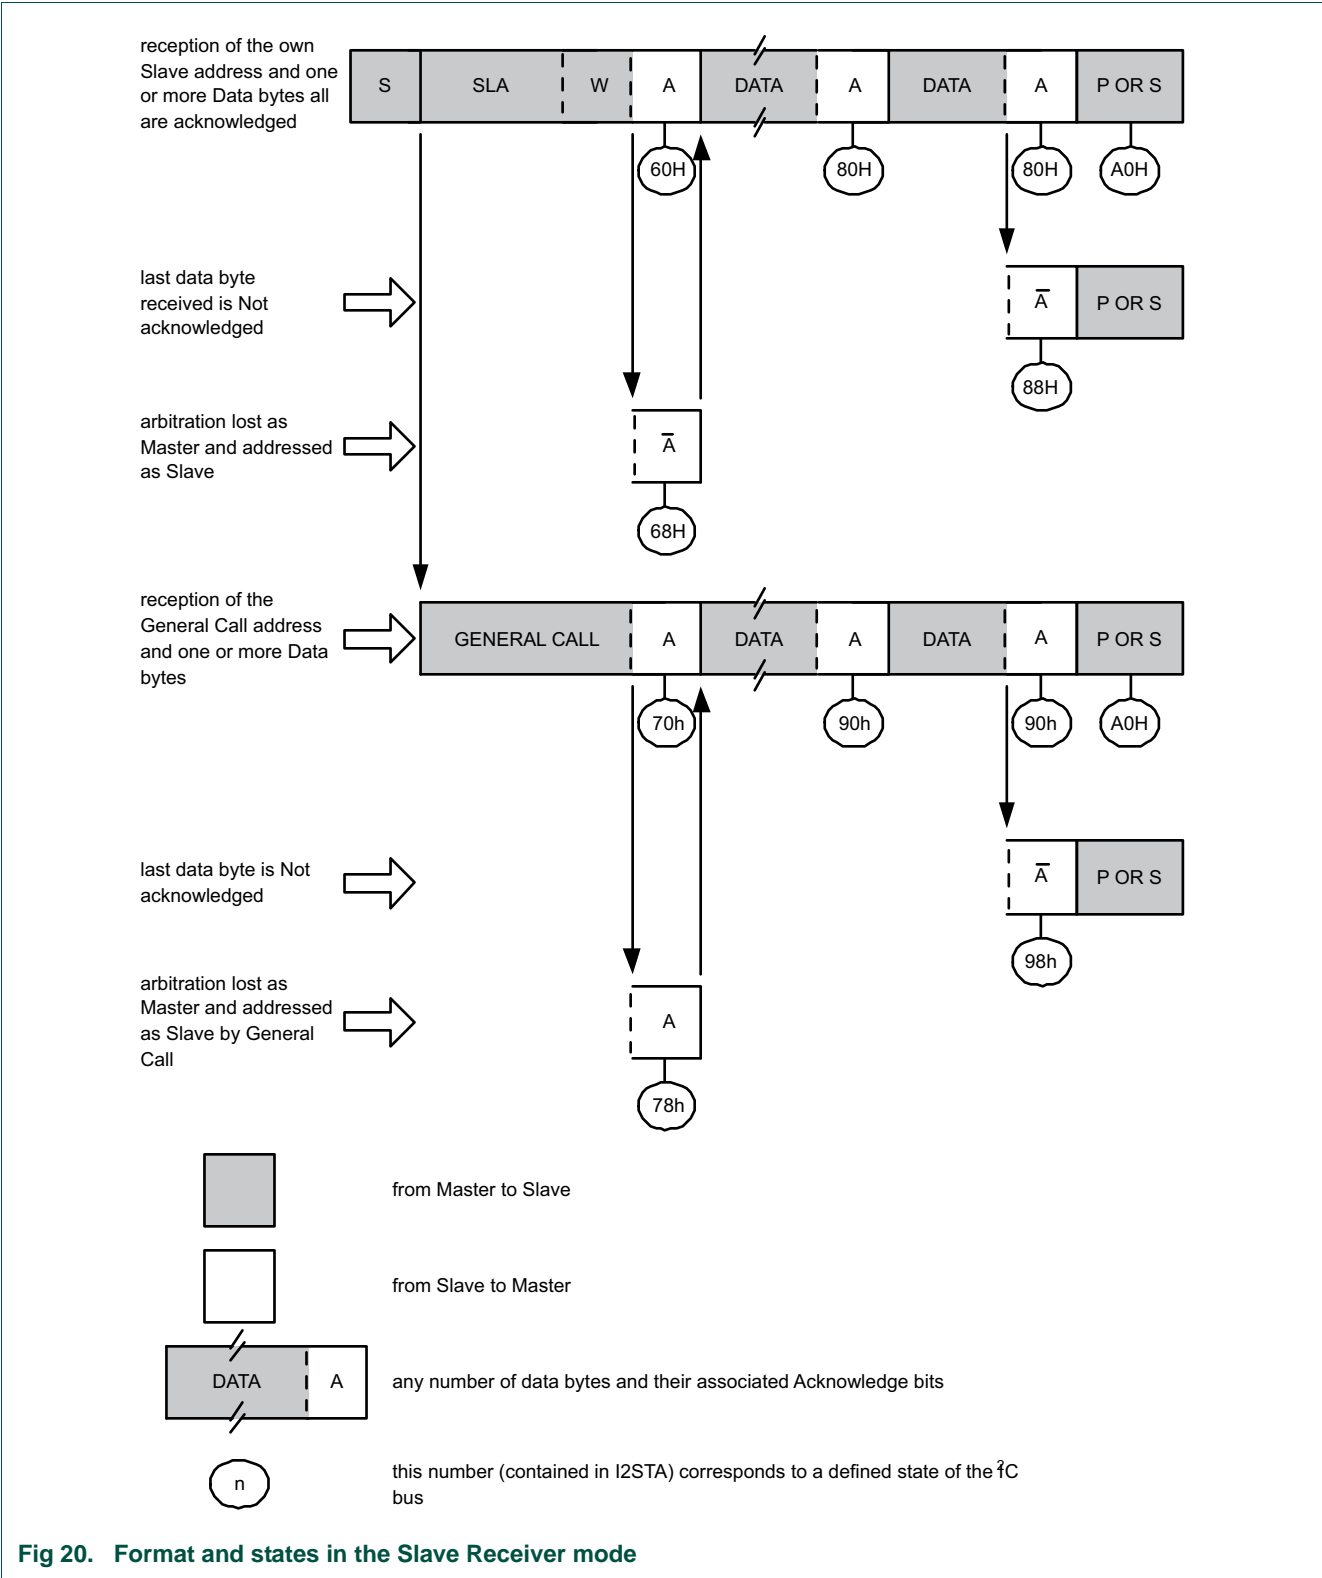 reception of the own
Slave address and one
or more Data bytes all
are acknowledged
S SLA W A DATA A DATA A P OR S
60H 80H 80H A0H
last data byte
received is Not
acknowledged
A̅ P OR S
88H
arbitration lost as
Master and addressed
as Slave
A̅
68H
reception of the
General Call address
and one or more Data
bytes
GENERAL CALL A DATA A DATA A P OR S
70h 90h 90h A0H
last data byte is Not
acknowledged
A̅ P OR S
98h
arbitration lost as
Master and addressed
as Slave by General
Call
A
78h
from Master to Slave
from Slave to Master
DATA A
any number of data bytes and their associated Acknowledge bits
n
this number (contained in I2STA) corresponds to a defined state of the I²C
bus
Fig 20. Format and states in the Slave Receiver mode